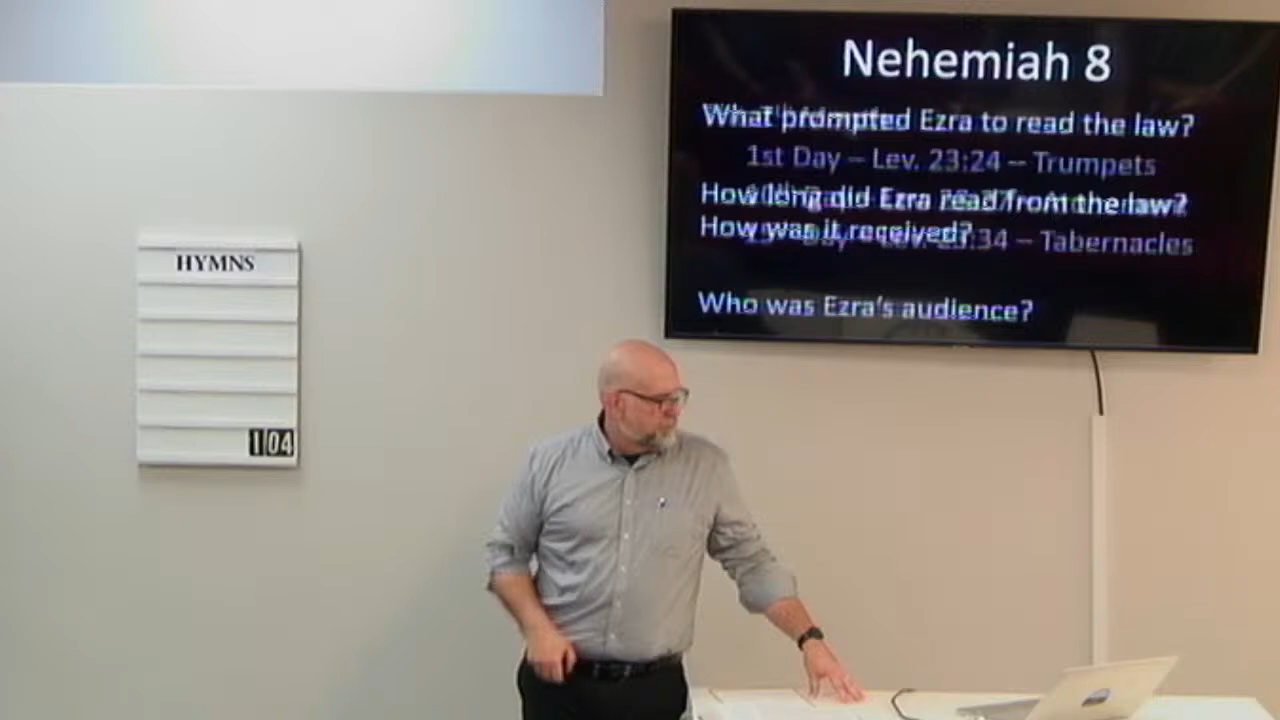 Nehemiah 8
What prompted Ezra to read the law?
1st Day – Lev. 23:24 – Trumpets
How long did Ezra read from the law?
How was it received?
:34 – Tabernacles
Who was Ezra's audience?
HYMNS
104